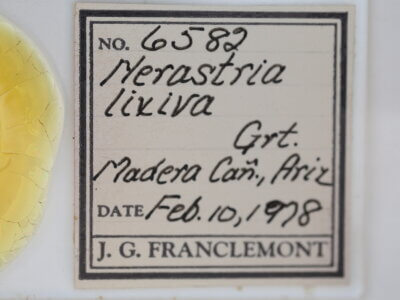 NO. 6582
Nerastria
lixiva
Grt.
Madera Cañ., Ariz
DATE Feb. 10, 1978
J. G. FRANCLEMONT